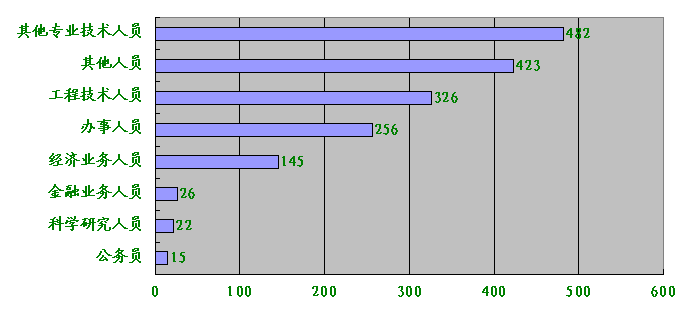 其他专业技术人员 482
其他人员 423
工程技术人员 326
办事人员 256
经济业务人员 145
金融业务人员 26
科学研究人员 22
公务员 15
0 100 200 300 400 500 600